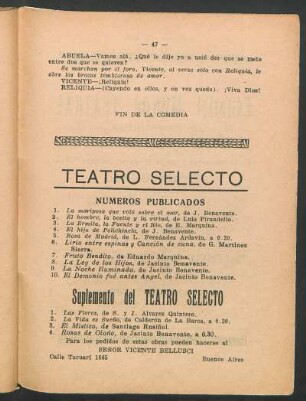 — 47 —
ABUELA—Vamos allá. ¿Qué le dije yo a usté der que se mete
entre dos que se quieren?
Se marchan por el foro. Vicente, al verse solo con Reliquia, le
abre los brazos temblorosos de amor.
VICENTE—¡Reliquia!
RELIQUIA—(Cayendo en ellos, y en voz queda). ¡Viva Dios!
FIN DE LA COMEDIA
TEATRO SELECTO
NUMEROS PUBLICADOS
1. La mariposa que voló sobre el mar, de J. Benavente.
2. El hombre, la bestia y la virtud, de Luis Pirandello.
3. La Ermita, la Fuente y el Río, de E. Marquina.
4. El hijo de Polichinela, de J. Benavente.
5. Rosa de Madrid, de L. Fernández Ardavín, a 0.30.
6. Lirio entre espinas y Canción de cuna, de G. Martínez
Sierra.
7. Fruto Bendito, de Eduardo Marquina.
8. La Ley de los Hijos, de Jacinto Benavente.
9. La Noche Iluminada, de Jacinto Benavente.
10. El Demonio fué antes Angel, de Jacinto Benavente.
Suplemento del TEATRO SELECTO
1. Las Flores, de S. y J. Alvarez Quintero.
2. La Vida es Sueño, de Calderón de La Barca, a 0.20.
3. El Místico, de Santiago Rusiñol.
4. Rosas de Otoño, de Jacinto Benavente, a 0.30.
Para los pedidos de estas obras pueden hacerse al
SEÑOR VICENTE BELLUSCI
Calle Tacuarí 1665 Buenos Aires